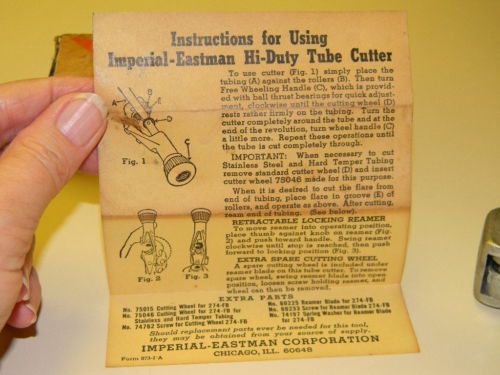 Instructions for Using
Imperial-Eastman Hi-Duty Tube Cutter
To use cutter (Fig. 1) simply place the
tubing (A) against the rollers (B). Then turn
Free Wheeling Handle (C), which is provid-
ed with ball thrust bearings for quick adjust-
ment, clockwise until the cutting wheel (D)
rests rather firmly on the tubing. Turn the
cutter completely around the tube and at the
end of the revolution, turn wheel handle (C)
a little more. Repeat these operations until
the tube is cut completely through.
IMPORTANT: When necessary to cut
Stainless Steel and Hard Temper Tubing
remove standard cutter wheel (D) and insert
cutter wheel 75046 made for this purpose.
When it is desired to cut the flare from
end of tubing, place flare in groove (E) of
rollers, and operate as above. After cutting,
ream end of tubing. (See below).
RETRACTABLE LOCKING REAMER
To move reamer into operating position,
place thumb against knob on reamer (Fig.
2) and push toward handle. Swing reamer
clockwise until stop is reached, then push
forward to locking position (Fig. 3).
EXTRA SPARE CUTTING WHEEL
A spare cutting wheel is included under
reamer blade on this tube cutter. To remove
spare wheel, swing reamer blade into open
position, loosen screw holding reamer, and
wheel can then be removed.
A
B
E
D
C
Fig. 1
Fig. 2
Fig. 3
EXTRA PARTS
No. 75015 Cutting Wheel for 274-FB
No. 75046 Cutting Wheel for 274-FB for
Stainless and Hard Temper Tubing
No. 74762 Screw for Cutting Wheel 274-FB
Reamer Blade for 274-FB
Screw for Reamer Blade 274-FB
Spring Washer for Reamer Blade
for 274-FB
Should replacement parts ever be needed for this tool,
they may be obtained from your source of supply.
IMPERIAL-EASTMAN CORPORATION
CHICAGO, ILL. 60648
Form